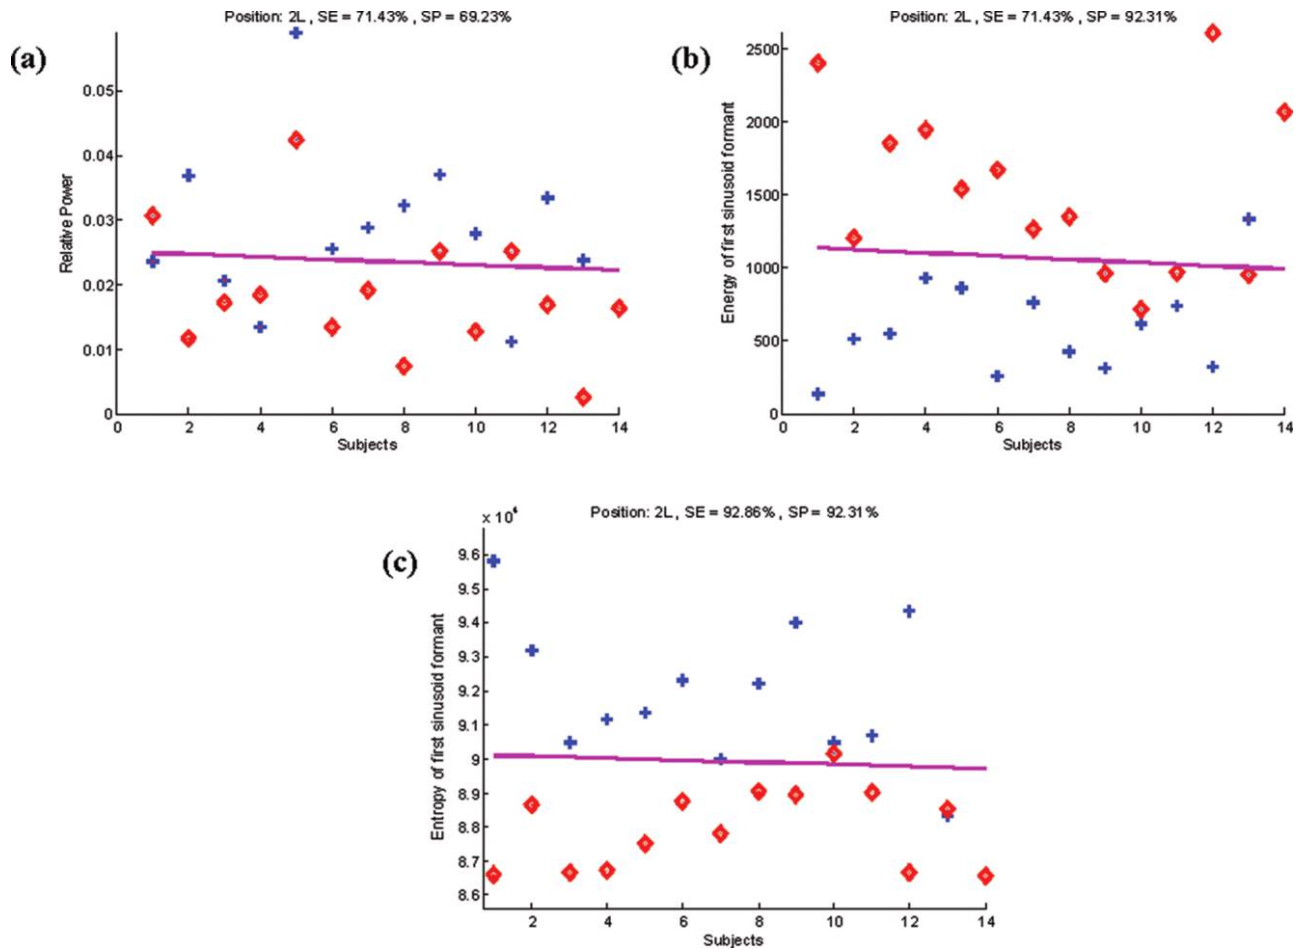 Position: 2L , SE = 71.43% , SP = 69.23%
(a)
Relative Power
0.05
0.04
0.03
0.02
0.01
0
0 2 4 6 8 10 12 14
Subjects
Position: 2L , SE = 71.43% , SP = 92.31%
(b)
Energy of first sinusoid formant
2500
2000
1500
1000
500
0
0 2 4 6 8 10 12 14
Subjects
Position: 2L , SE = 92.86% , SP = 92.31%
(c)
Entropy of first sinusoid formant
9.6
9.5
9.4
9.3
9.2
9.1
9
8.9
8.8
8.7
8.6
2 4 6 8 10 12 14
Subjects